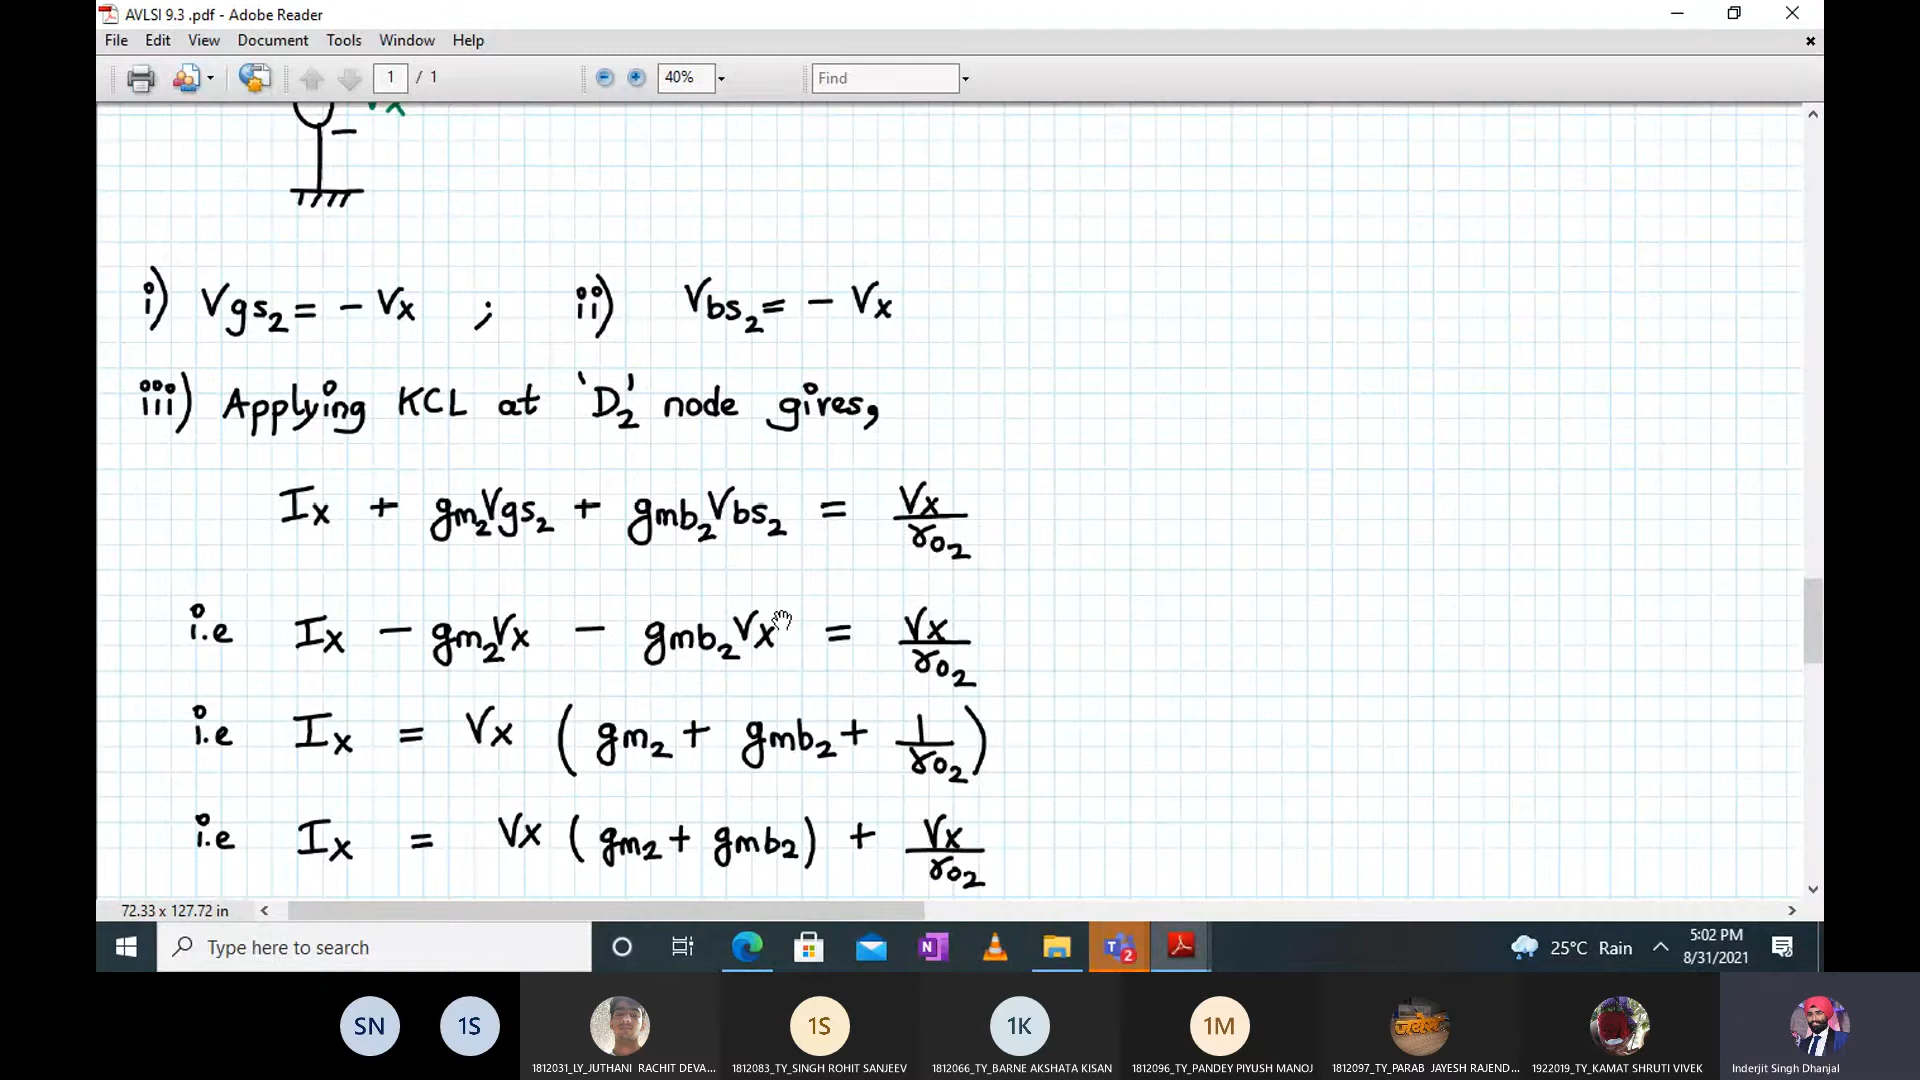 AVLSI 9.3 .pdf - Adobe Reader
File Edit View Document Tools Window Help
1 / 1 40% Find
Vx
−
i) Vgs₂ = − Vx ; ii) Vbs₂ = − Vx
iii) Applying KCL at 'D₂' node gives,
Ix + gm₂Vgs₂ + gmb₂Vbs₂ = Vx/ro₂
i.e Ix − gm₂Vx − gmb₂Vx = Vx/ro₂
i.e Ix = Vx (gm₂ + gmb₂ + 1/ro₂)
i.e Ix = Vx (gm₂ + gmb₂) + Vx/ro₂
72.33 x 127.72 in
Type here to search
N
T 2
25°C Rain
5:02 PM
8/31/2021
SN 1S 1S 1K 1M
1812031_LY_JUTHANI RACHIT DEVA... 1812083_TY_SINGH ROHIT SANJEEV 1812066_TY_BARNE AKSHATA KISAN 1812096_TY_PANDEY PIYUSH MANOJ 1812097_TY_PARAB JAYESH RAJEND... 1922019_TY_KAMAT SHRUTI VIVEK Inderjit Singh Dhanjal